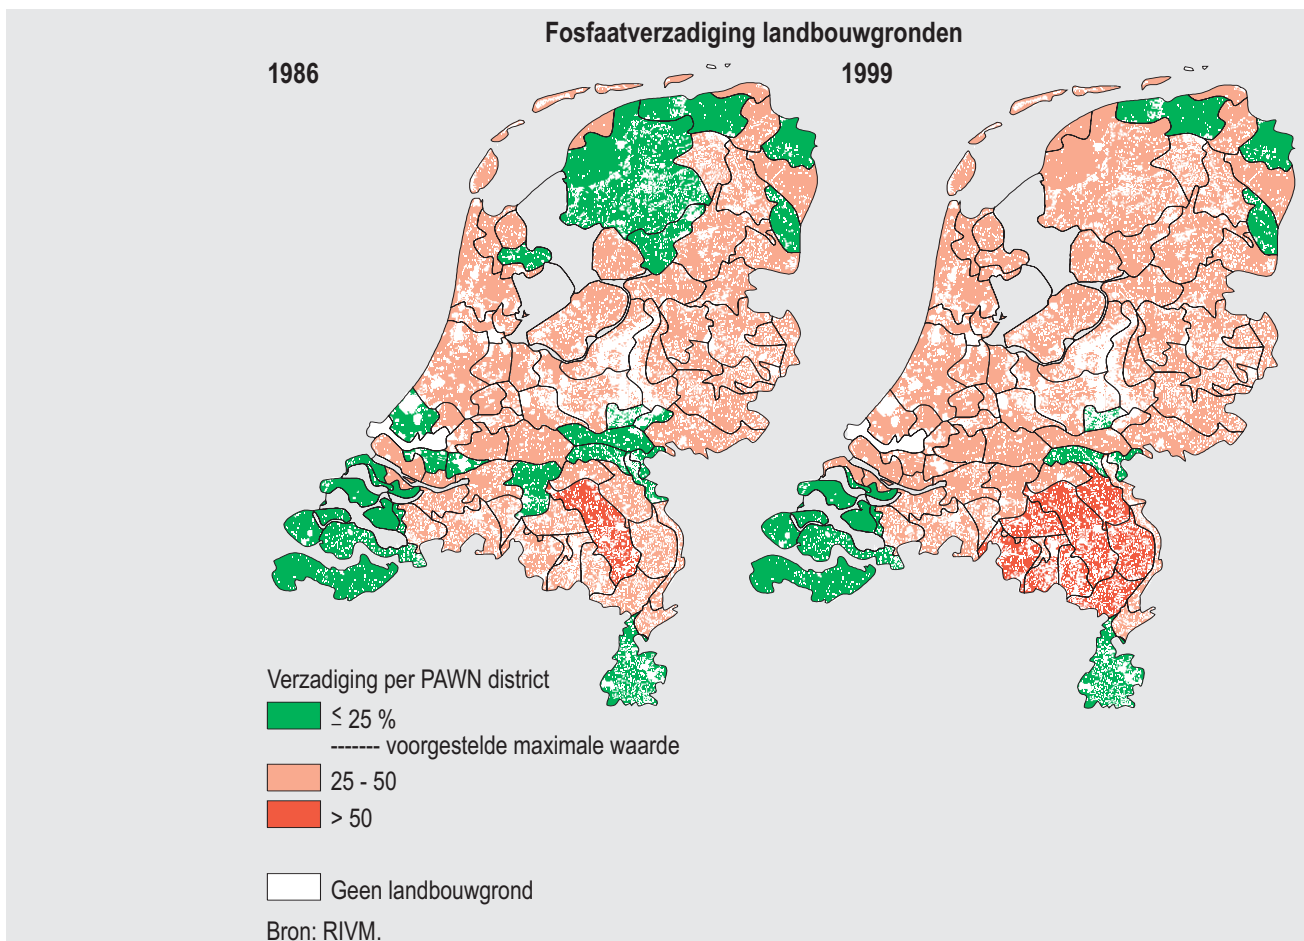 Fosfaatverzadiging landbouwgronden
1986
1999
Verzadiging per PAWN district
≤ 25 %
------- voorgestelde maximale waarde
25 - 50
> 50
Geen landbouwgrond
Bron: RIVM.